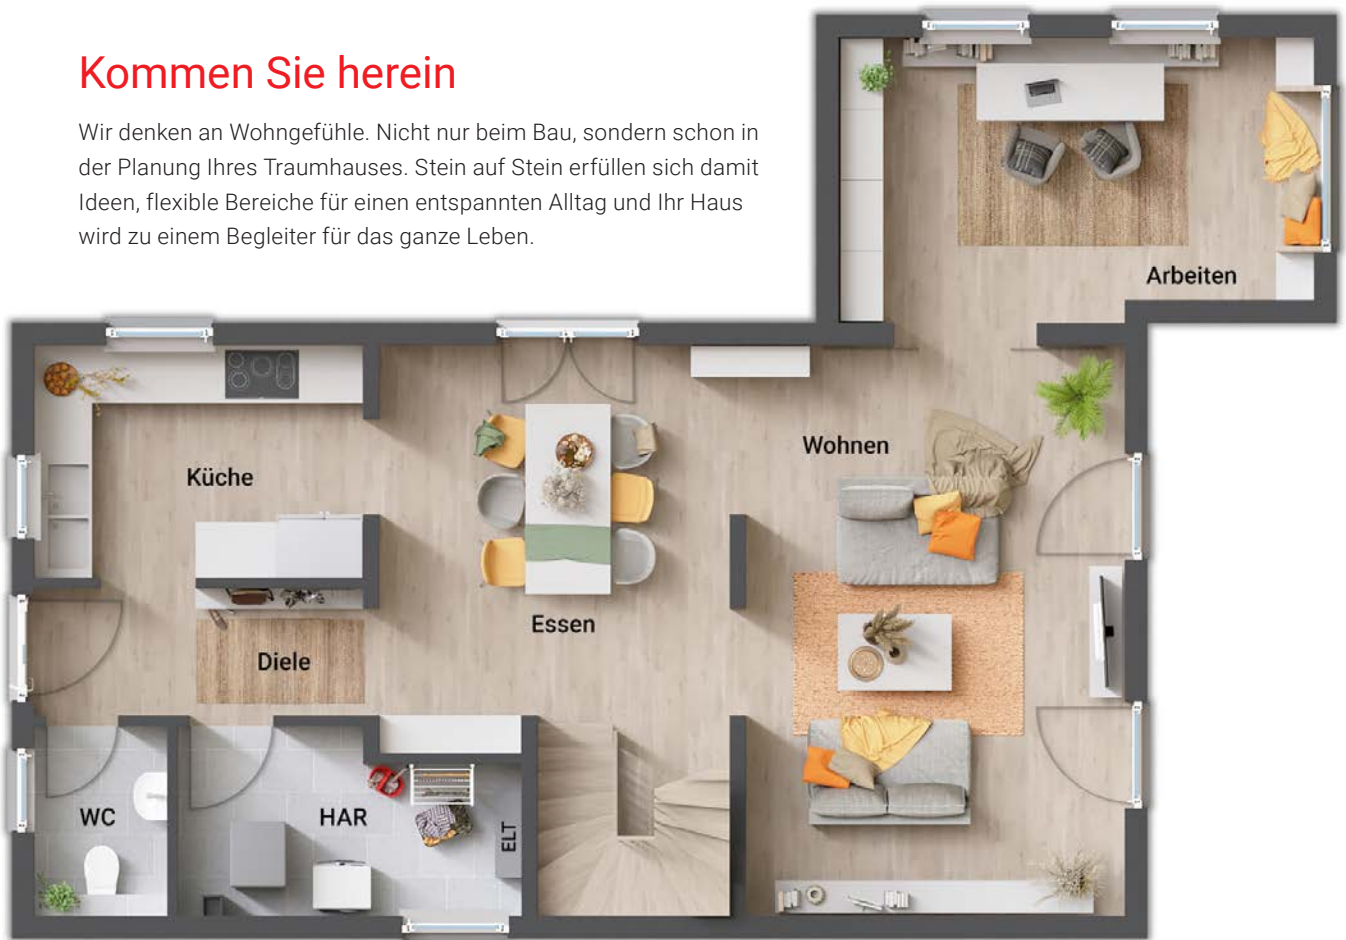 Kommen Sie herein
Wir denken an Wohngefühle. Nicht nur beim Bau, sondern schon in
der Planung Ihres Traumhauses. Stein auf Stein erfüllen sich damit
Ideen, flexible Bereiche für einen entspannten Alltag und Ihr Haus
wird zu einem Begleiter für das ganze Leben.
Arbeiten
Wohnen
Küche
Essen
Diele
WC
HAR
ELT